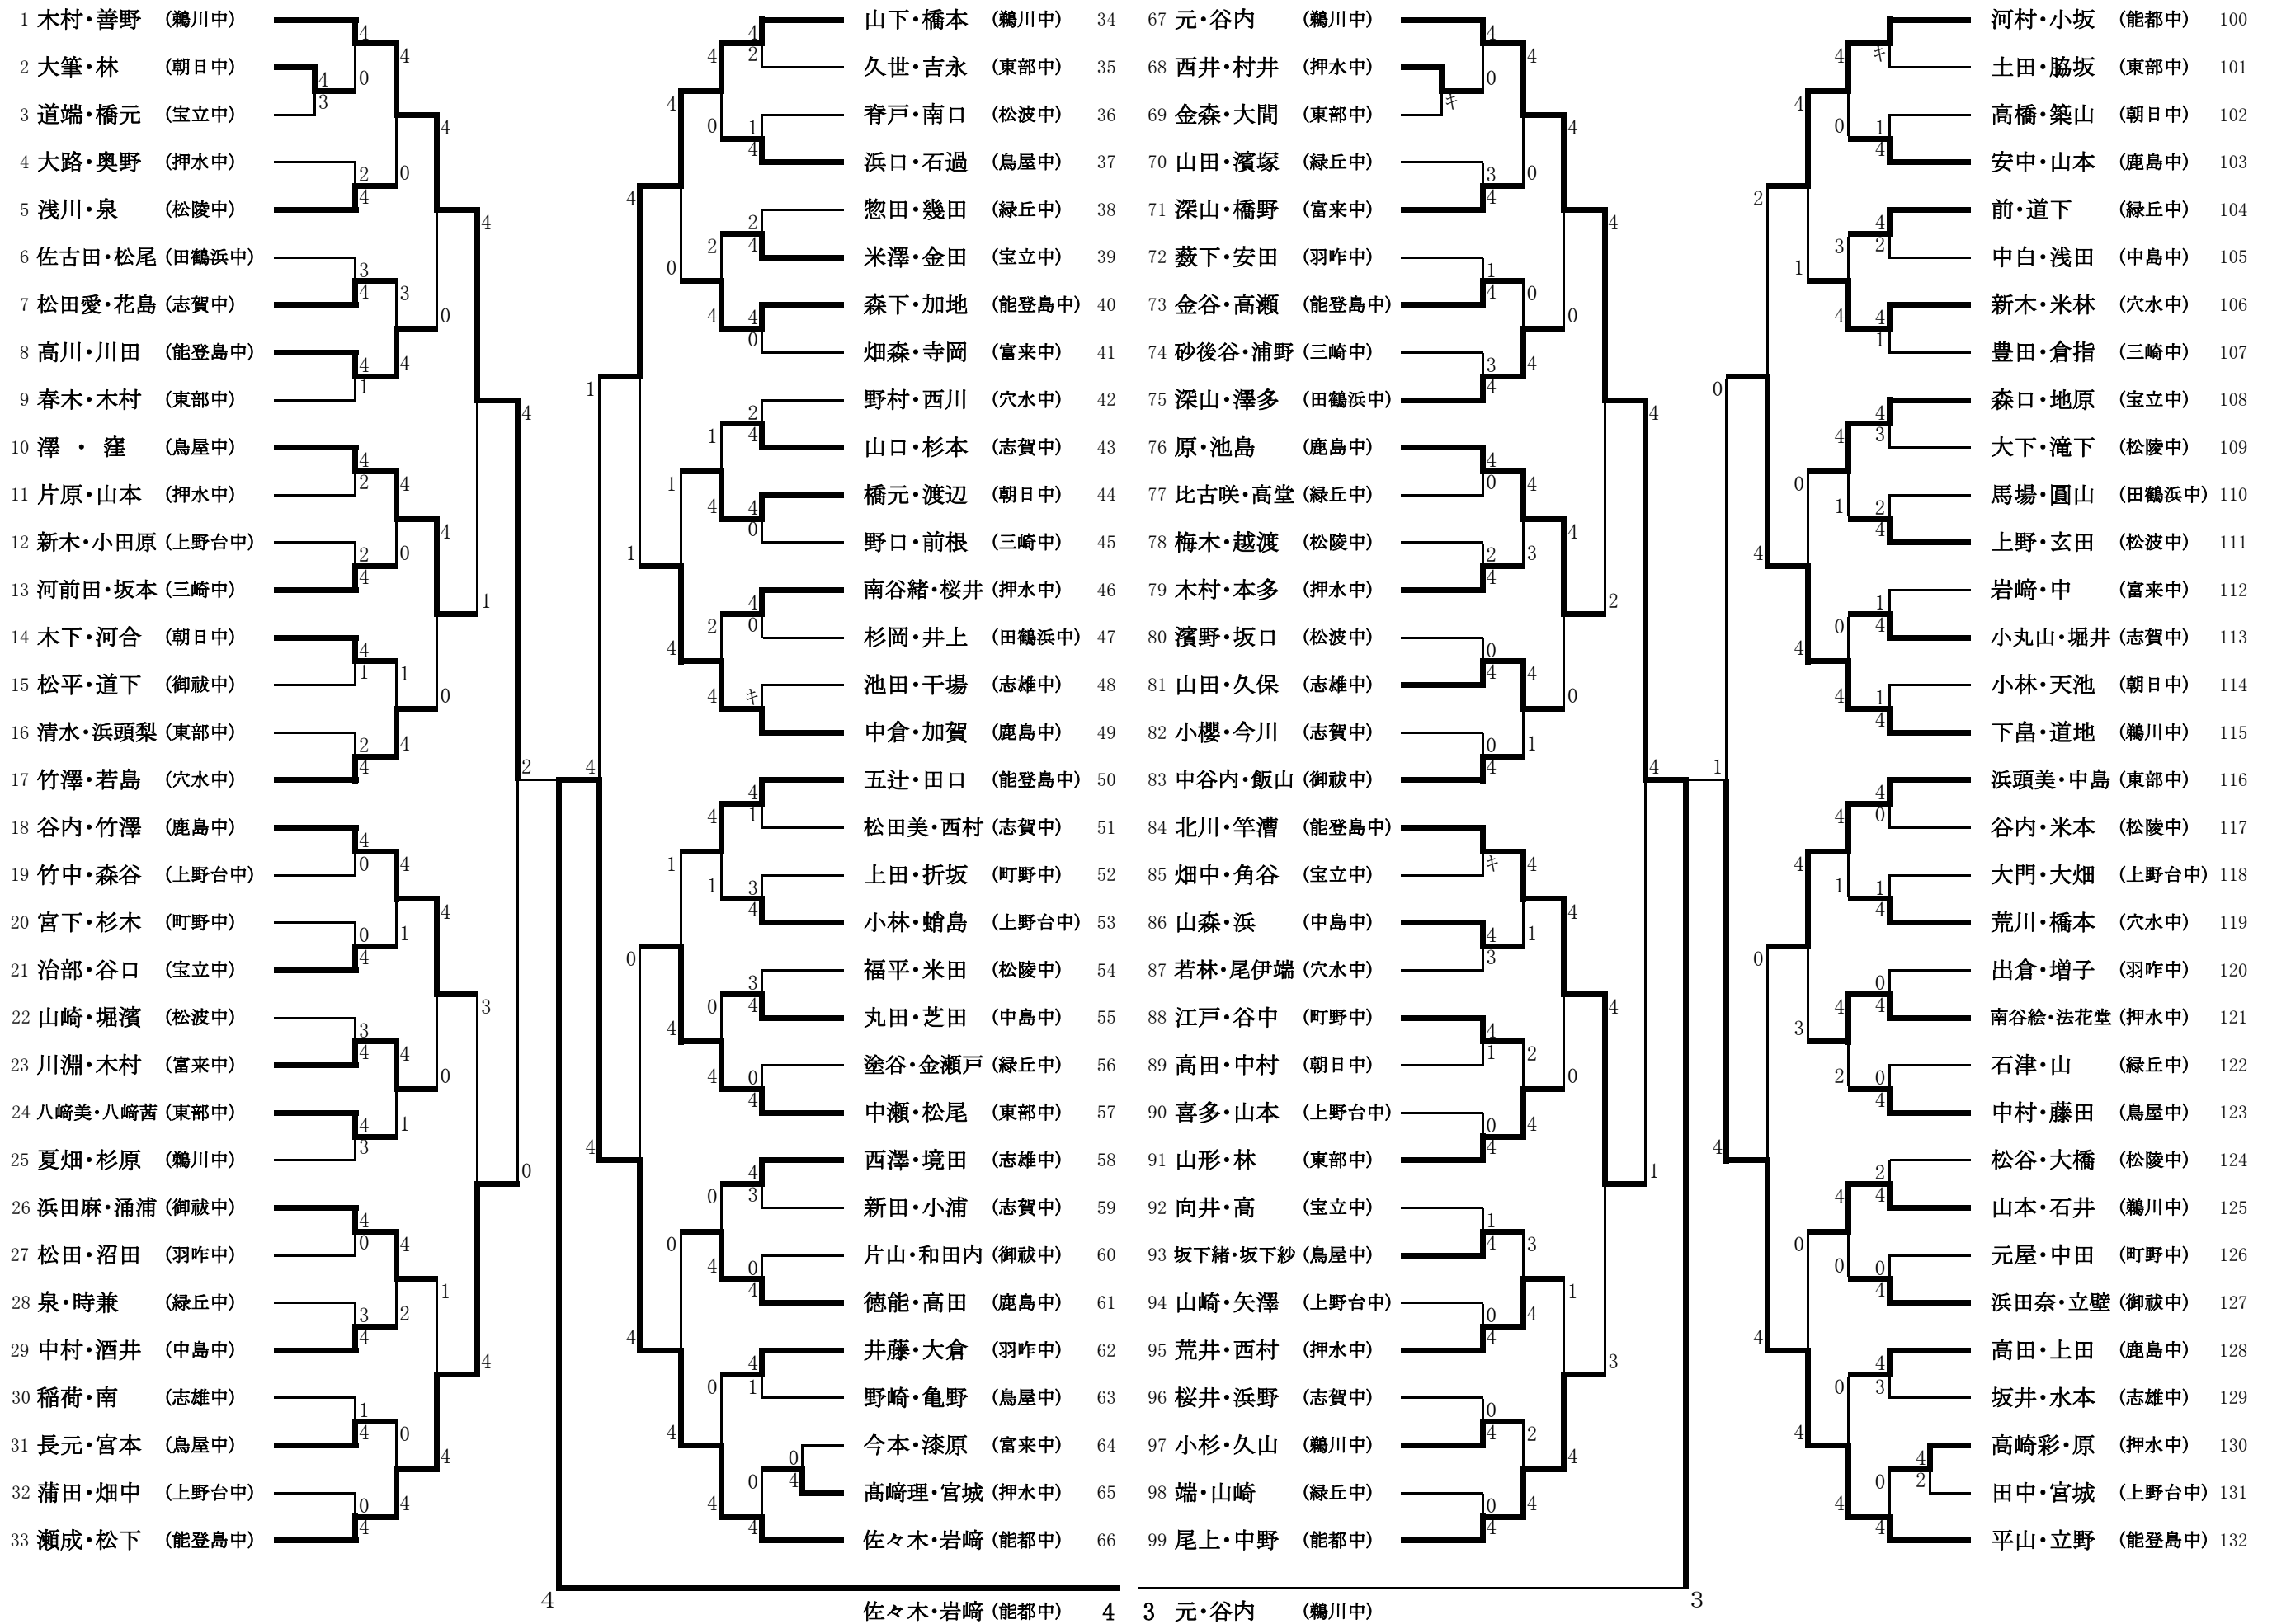 1 木村・善野 (鵜川中)
2 大筆・林 (朝日中)
3 道端・橋元 (宝立中)
4 大路・奥野 (押水中)
5 浅川・泉 (松陵中)
6 佐古田・松尾 (田鶴浜中)
7 松田愛・花島 (志賀中)
8 高川・川田 (能登島中)
9 春木・木村 (東部中)
10 澤・窪 (鳥屋中)
11 片原・山本 (押水中)
12 新木・小田原 (上野台中)
13 河前田・坂本 (三崎中)
14 木下・河合 (朝日中)
15 松平・道下 (御祓中)
16 清水・浜頭梨 (東部中)
17 竹澤・若島 (穴水中)
18 谷内・竹澤 (鹿島中)
19 竹中・森谷 (上野台中)
20 宮下・杉木 (町野中)
21 治部・谷口 (宝立中)
22 山崎・堀濱 (松波中)
23 川淵・木村 (富来中)
24 八﨑美・八﨑茜 (東部中)
25 夏畑・杉原 (鵜川中)
26 浜田麻・涌浦 (御祓中)
27 松田・沼田 (羽咋中)
28 泉・時兼 (緑丘中)
29 中村・酒井 (中島中)
30 稲荷・南 (志雄中)
31 長元・宮本 (鳥屋中)
32 蒲田・畑中 (上野台中)
33 瀬成・松下 (能登島中)
山下・橋本 (鵜川中) 34
久世・吉永 (東部中) 35
脊戸・南口 (松波中) 36
浜口・石過 (鳥屋中) 37
惣田・幾田 (緑丘中) 38
米澤・金田 (宝立中) 39
森下・加地 (能登島中) 40
畑森・寺岡 (富来中) 41
野村・西川 (穴水中) 42
山口・杉本 (志賀中) 43
橋元・渡辺 (朝日中) 44
野口・前根 (三崎中) 45
南谷緒・桜井 (押水中) 46
杉岡・井上 (田鶴浜中) 47
池田・干場 (志雄中) 48
中倉・加賀 (鹿島中) 49
五辻・田口 (能登島中) 50
松田美・西村 (志賀中) 51
上田・折坂 (町野中) 52
小林・蛸島 (上野台中) 53
福平・米田 (松陵中) 54
丸田・芝田 (中島中) 55
塗谷・金瀬戸 (緑丘中) 56
中瀬・松尾 (東部中) 57
西澤・境田 (志雄中) 58
新田・小浦 (志賀中) 59
片山・和田内 (御祓中) 60
徳能・高田 (鹿島中) 61
井藤・大倉 (羽咋中) 62
野崎・亀野 (鳥屋中) 63
今本・漆原 (富来中) 64
髙﨑理・宮城 (押水中) 65
佐々木・岩﨑 (能都中) 66
67 元・谷内 (鵜川中)
68 西井・村井 (押水中)
69 金森・大間 (東部中)
70 山田・濱塚 (緑丘中)
71 深山・橋野 (富来中)
72 薮下・安田 (羽咋中)
73 金谷・高瀬 (能登島中)
74 砂後谷・浦野 (三崎中)
75 深山・澤多 (田鶴浜中)
76 原・池島 (鹿島中)
77 比古咲・高堂 (緑丘中)
78 梅木・越渡 (松陵中)
79 木村・本多 (押水中)
80 濱野・坂口 (松波中)
81 山田・久保 (志雄中)
82 小櫻・今川 (志賀中)
83 中谷内・飯山 (御祓中)
84 北川・竿漕 (能登島中)
85 畑中・角谷 (宝立中)
86 山森・浜 (中島中)
87 若林・尾伊端 (穴水中)
88 江戸・谷中 (町野中)
89 高田・中村 (朝日中)
90 喜多・山本 (上野台中)
91 山形・林 (東部中)
92 向井・高 (宝立中)
93 坂下緒・坂下紗 (鳥屋中)
94 山崎・矢澤 (上野台中)
95 荒井・西村 (押水中)
96 桜井・浜野 (志賀中)
97 小杉・久山 (鵜川中)
98 端・山崎 (緑丘中)
99 尾上・中野 (能都中)
河村・小坂 (能都中) 100
土田・脇坂 (東部中) 101
高橋・築山 (朝日中) 102
安中・山本 (鹿島中) 103
前・道下 (緑丘中) 104
中白・浅田 (中島中) 105
新木・米林 (穴水中) 106
豊田・倉指 (三崎中) 107
森口・地原 (宝立中) 108
大下・滝下 (松陵中) 109
馬場・圓山 (田鶴浜中) 110
上野・玄田 (松波中) 111
岩﨑・中 (富来中) 112
小丸山・堀井 (志賀中) 113
小林・天池 (朝日中) 114
下畠・道地 (鵜川中) 115
浜頭美・中島 (東部中) 116
谷内・米本 (松陵中) 117
大門・大畑 (上野台中) 118
荒川・橋本 (穴水中) 119
出倉・増子 (羽咋中) 120
南谷絵・法花堂 (押水中) 121
石津・山 (緑丘中) 122
中村・藤田 (鳥屋中) 123
松谷・大橋 (松陵中) 124
山本・石井 (鵜川中) 125
元屋・中田 (町野中) 126
浜田奈・立壁 (御祓中) 127
高田・上田 (鹿島中) 128
坂井・水本 (志雄中) 129
高崎彩・原 (押水中) 130
田中・宮城 (上野台中) 131
平山・立野 (能登島中) 132
4 3
佐々木・岩﨑 (能都中) 4 3 元・谷内 (鵜川中)